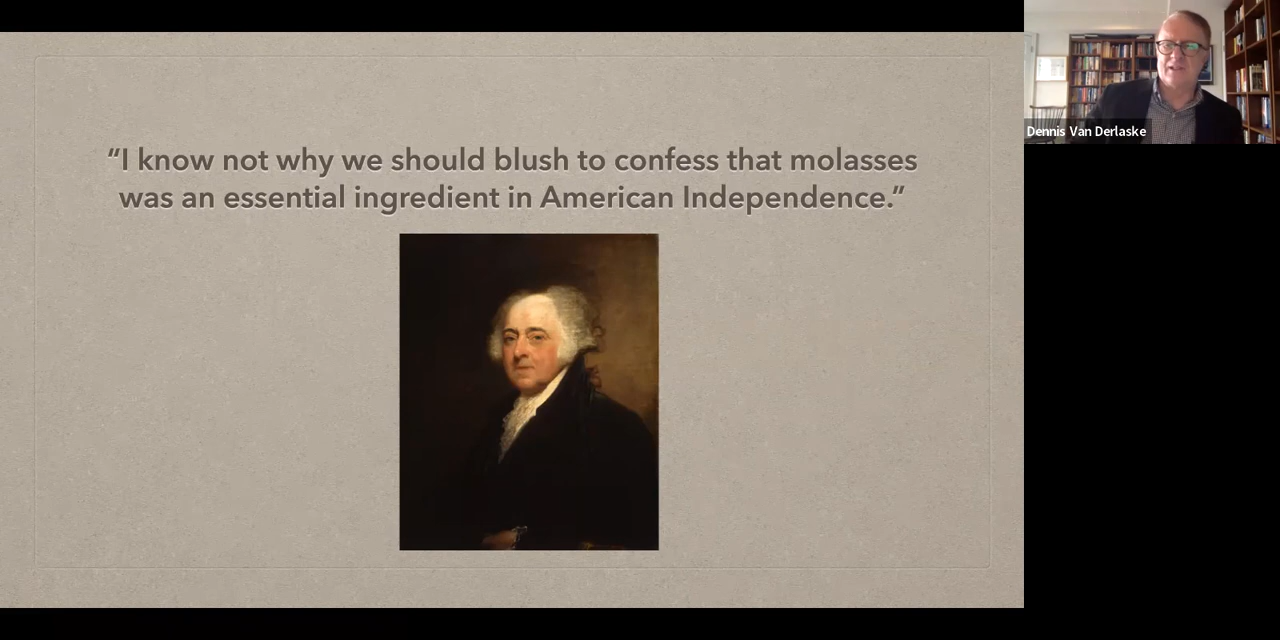 “I know not why we should blush to confess that molasses
was an essential ingredient in American Independence.”
Dennis Van Derlaske